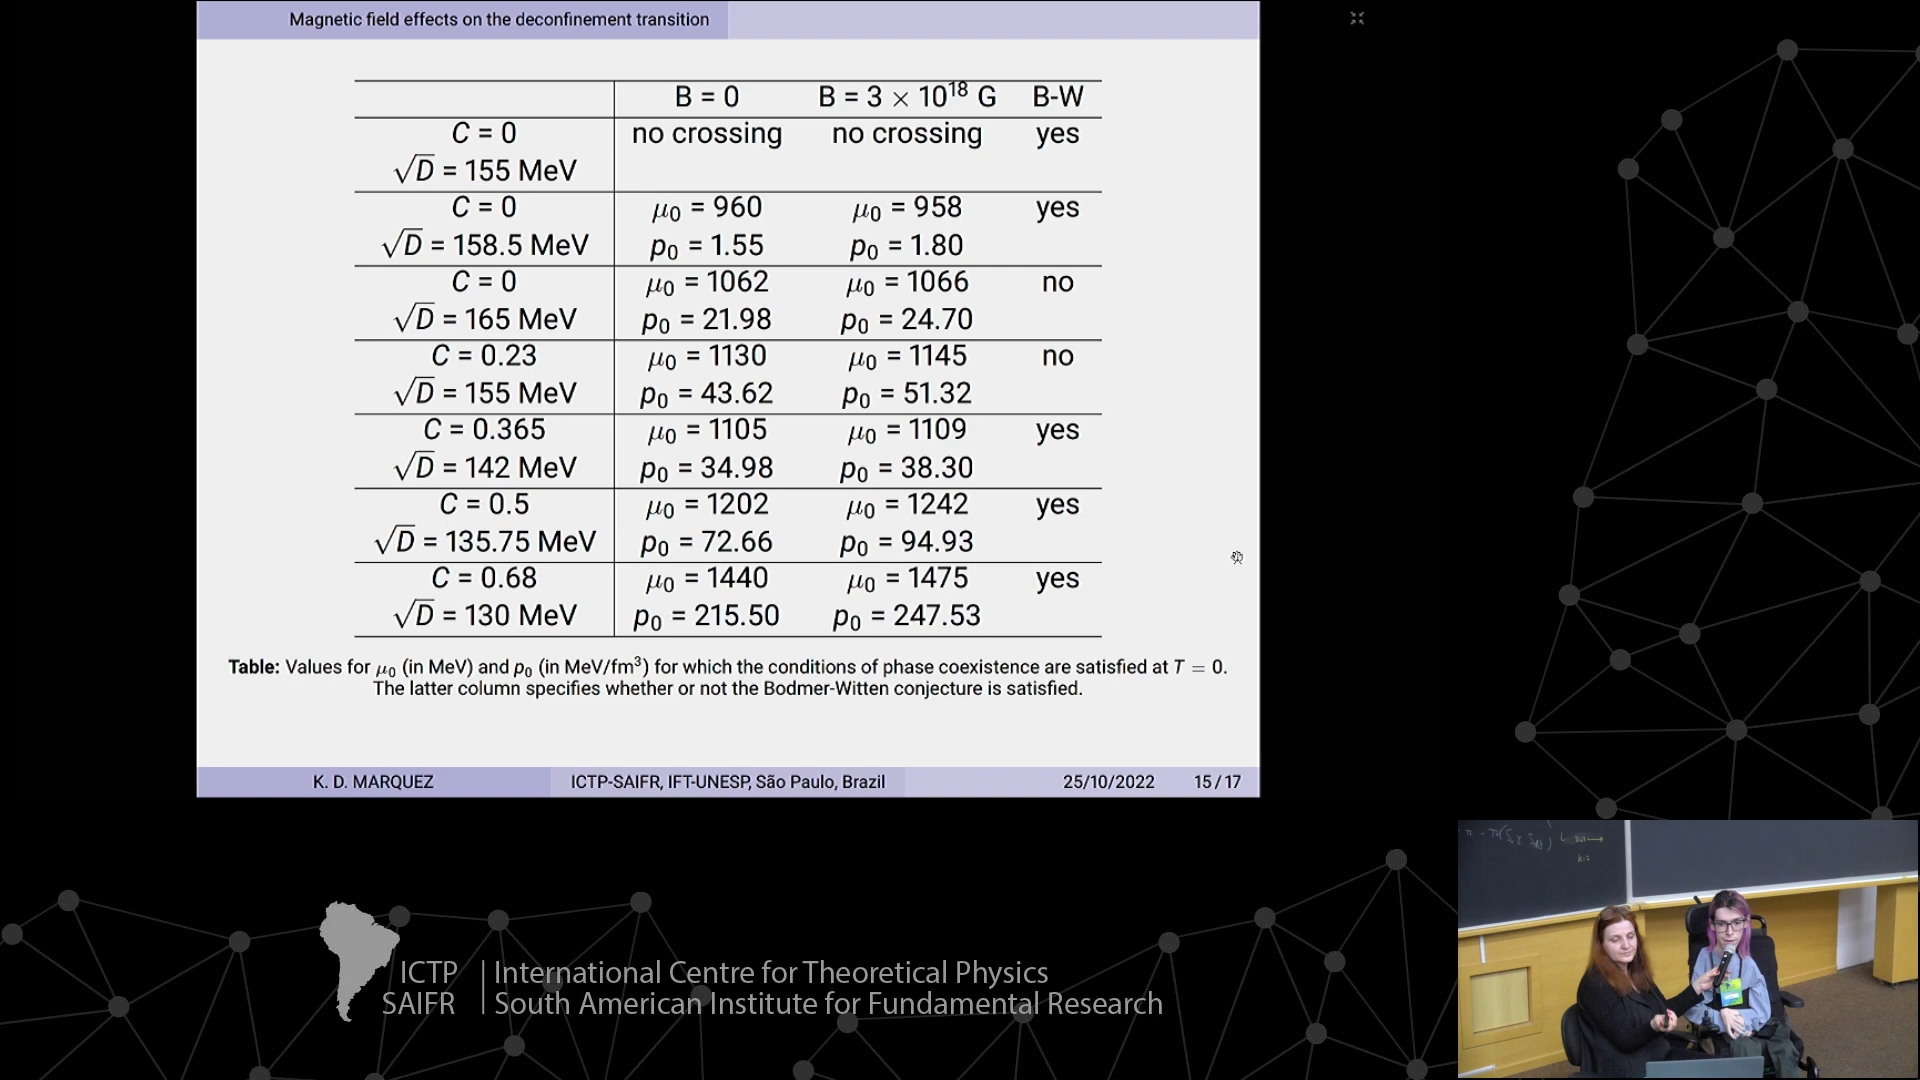 Magnetic field effects on the deconfinement transition
B = 0 B = 3 × 10¹⁸ G B-W
C = 0 no crossing no crossing yes
√D = 155 MeV
C = 0 μ₀ = 960 μ₀ = 958 yes
√D = 158.5 MeV p₀ = 1.55 p₀ = 1.80
C = 0 μ₀ = 1062 μ₀ = 1066 no
√D = 165 MeV p₀ = 21.98 p₀ = 24.70
C = 0.23 μ₀ = 1130 μ₀ = 1145 no
√D = 155 MeV p₀ = 43.62 p₀ = 51.32
C = 0.365 μ₀ = 1105 μ₀ = 1109 yes
√D = 142 MeV p₀ = 34.98 p₀ = 38.30
C = 0.5 μ₀ = 1202 μ₀ = 1242 yes
√D = 135.75 MeV p₀ = 72.66 p₀ = 94.93
C = 0.68 μ₀ = 1440 μ₀ = 1475 yes
√D = 130 MeV p₀ = 215.50 p₀ = 247.53
Table: Values for μ₀ (in MeV) and p₀ (in MeV/fm³) for which the conditions of phase coexistence are satisfied at T = 0.
The latter column specifies whether or not the Bodmer-Witten conjecture is satisfied.
K. D. MARQUEZ ICTP-SAIFR, IFT-UNESP, São Paulo, Brazil 25/10/2022 15 / 17
ICTP | International Centre for Theoretical Physics
SAIFR | South American Institute for Fundamental Research